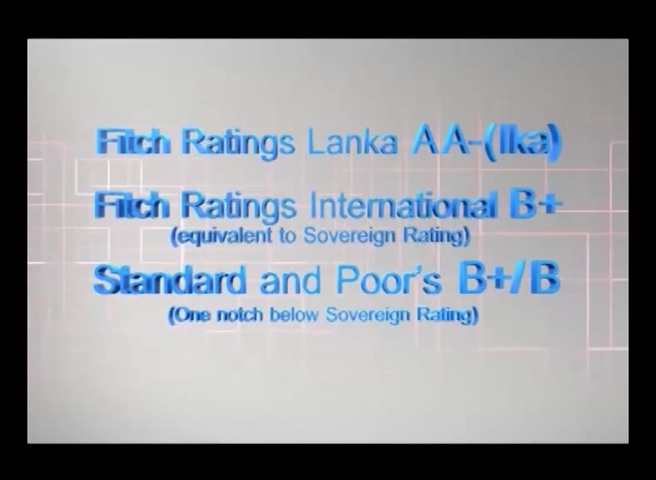 Fitch Ratings Lanka AA-(lka)
Fitch Ratings International B+
(equivalent to Sovereign Rating)
Standard and Poor's B+/B
(One notch below Sovereign Rating)